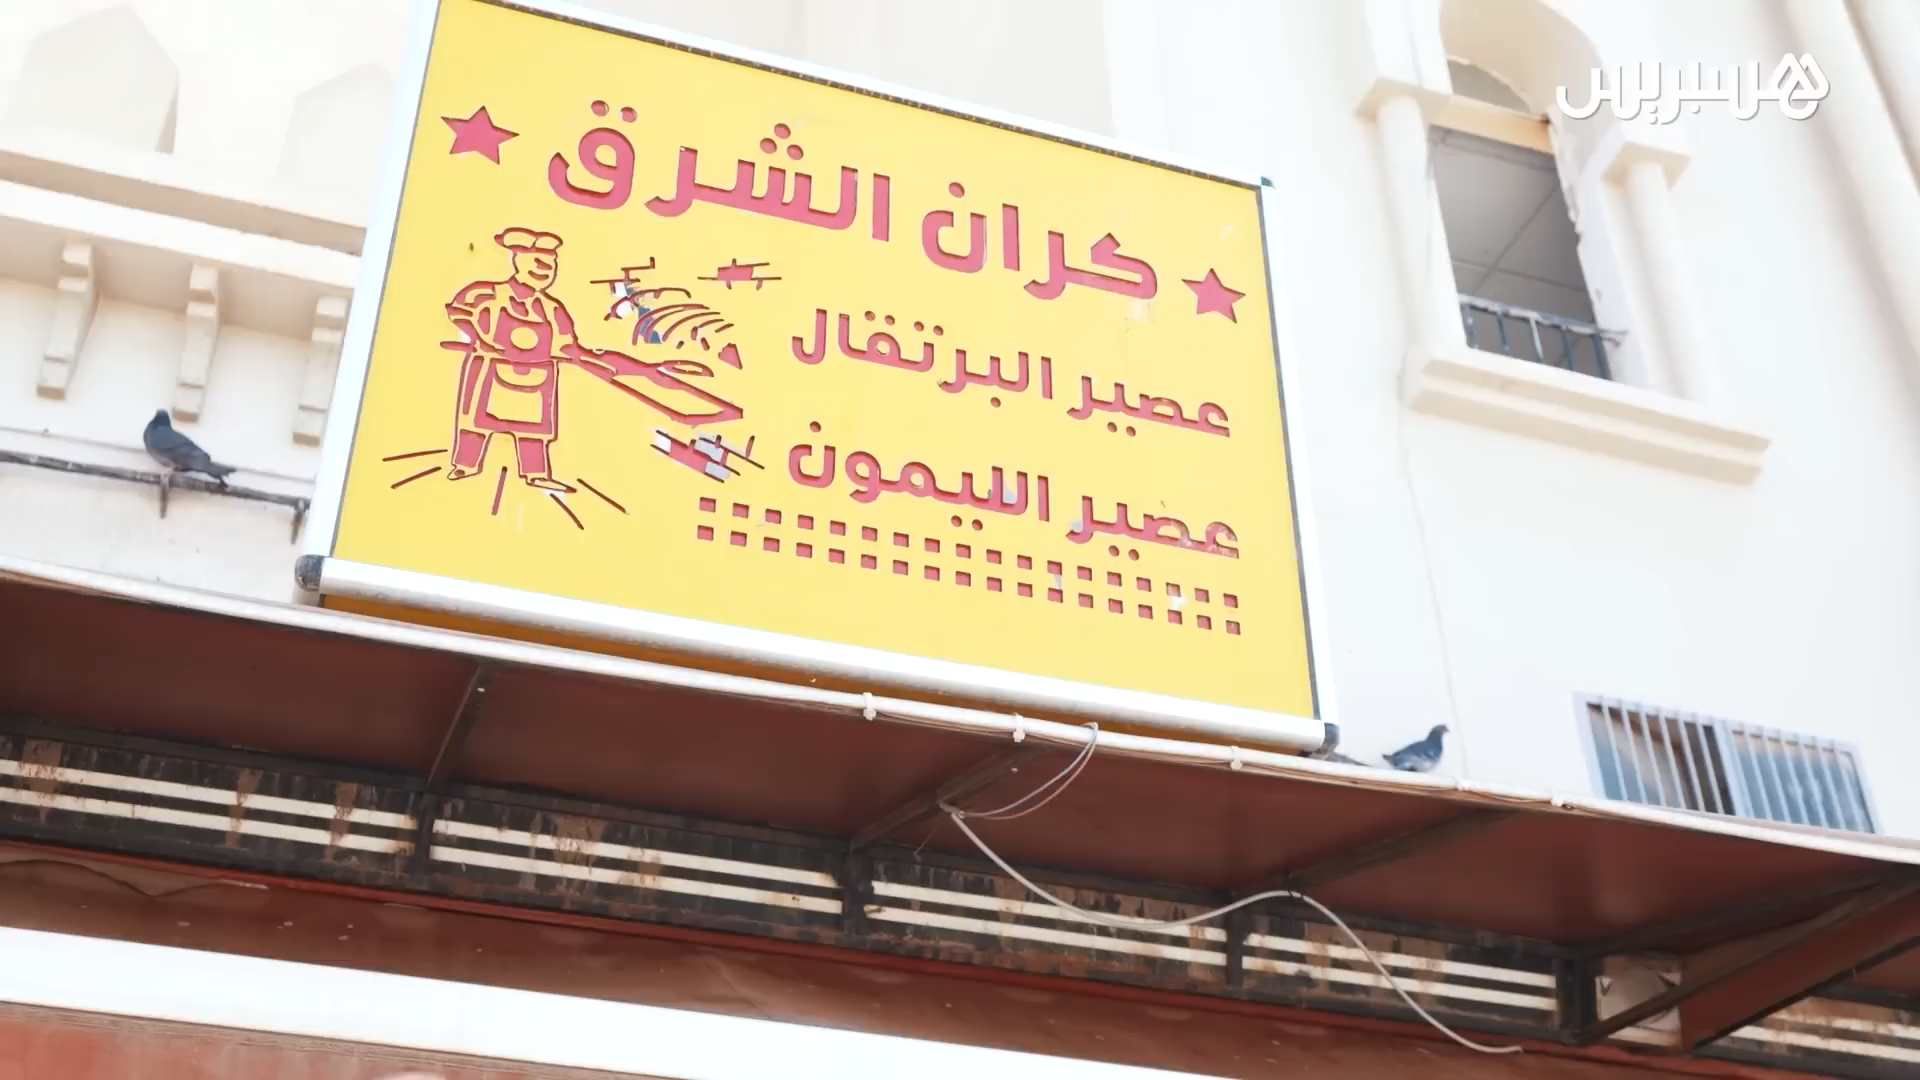 هسبريس
كران الشرق
عصير البرتقال
عصير الليمون